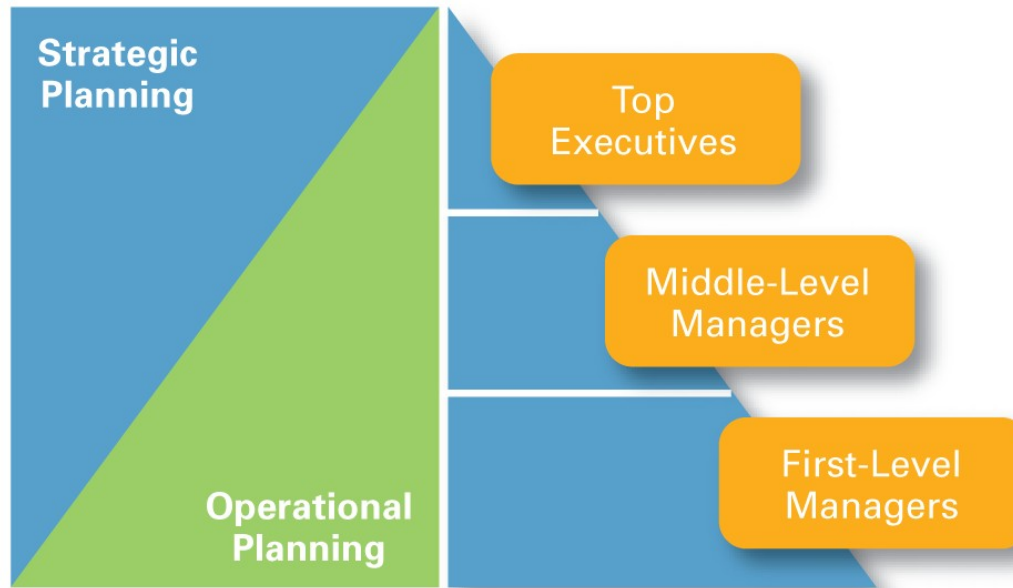 Strategic
Planning
Operational
Planning
Top
Executives
Middle-Level
Managers
First-Level
Managers